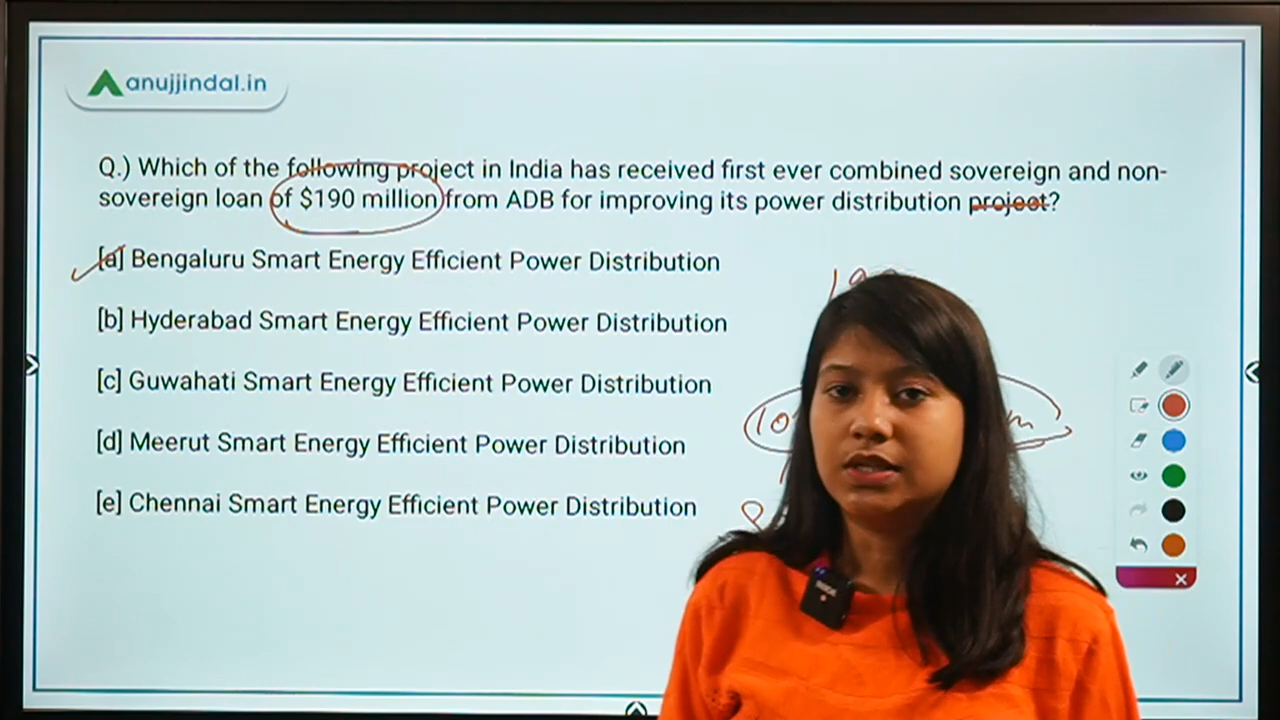 anujjindal.in
Q.) Which of the following project in India has received first ever combined sovereign and non-
sovereign loan of $190 million from ADB for improving its power distribution project?
[a] Bengaluru Smart Energy Efficient Power Distribution
[b] Hyderabad Smart Energy Efficient Power Distribution
[c] Guwahati Smart Energy Efficient Power Distribution
[d] Meerut Smart Energy Efficient Power Distribution
[e] Chennai Smart Energy Efficient Power Distribution